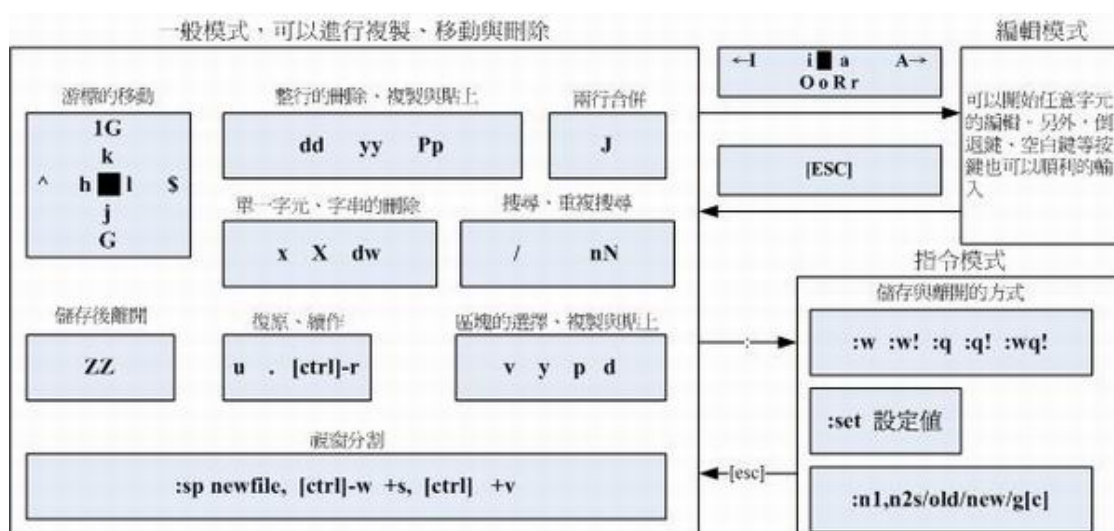 一般模式，可以進行複製、移動與刪除
游標的移動
1G
k
^ h l $
j
G
整行的刪除、複製與貼上
dd yy Pp
兩行合併
J
單一字元、字串的刪除
x X dw
搜尋、重複搜尋
/ nN
儲存後離開
ZZ
復原、續作
u . [ctrl]-r
區塊的選擇、複製與貼上
v y p d
視窗分割
:sp newfile, [ctrl]-w +s, [ctrl] +v
←I i a A→
O o R r
[ESC]
編輯模式
可以開始任意字元
的編輯。另外，倒
退鍵、空白鍵等按
鍵也可以順利的輸
入
:
[esc]
指令模式
儲存與離開的方式
:w :w! :q :q! :wq!
:set 設定值
:n1,n2s/old/new/g[c]